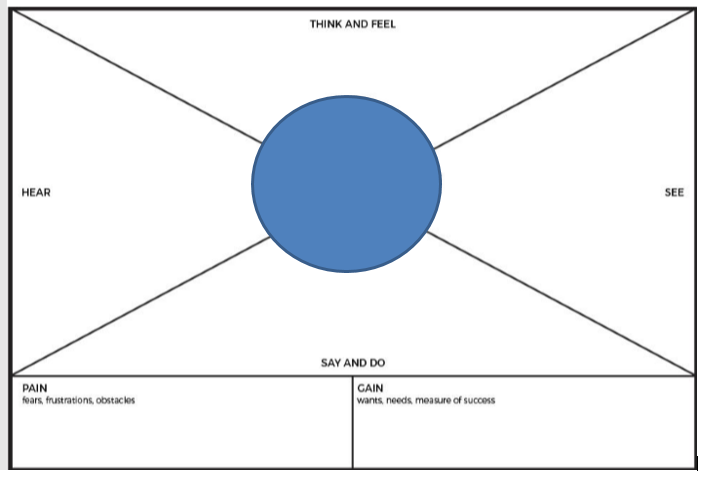 THINK AND FEEL
HEAR
SEE
SAY AND DO
PAIN
fears, frustrations, obstacles
GAIN
wants, needs, measure of success